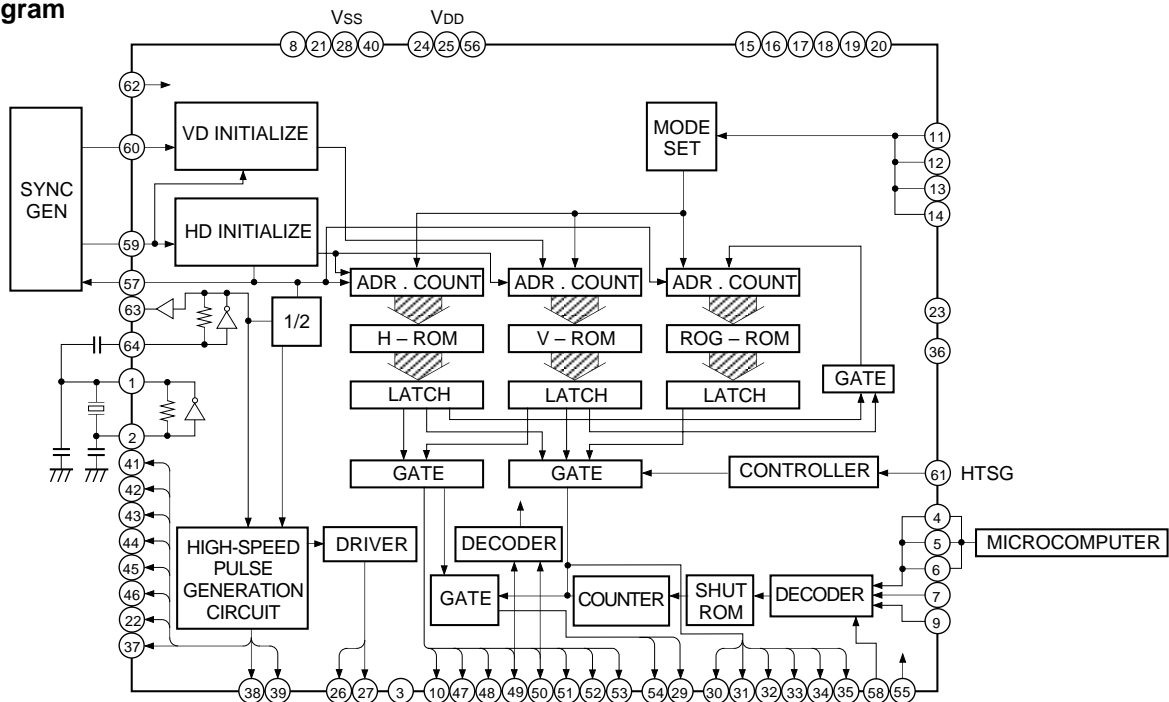 gram
VSS VDD
8 21 28 40 24 25 56 15 16 17 18 19 20
62
60
VD INITIALIZE
MODE
SET
11
12
13
14
SYNC
GEN
59
HD INITIALIZE
57
ADR . COUNT ADR . COUNT ADR . COUNT
63
1/2
23
64
H – ROM V – ROM ROG – ROM
36
1
GATE
LATCH LATCH LATCH
2
41
GATE GATE CONTROLLER 61 HTSG
42
43
44
45
46
22
37
HIGH-SPEED
PULSE
GENERATION
CIRCUIT
DRIVER
DECODER
4
5
6
7
9
MICROCOMPUTER
GATE
COUNTER
SHUT
ROM
DECODER
38 39 26 27 3 10 47 48 49 50 51 52 53 54 29 30 31 32 33 34 35 58 55